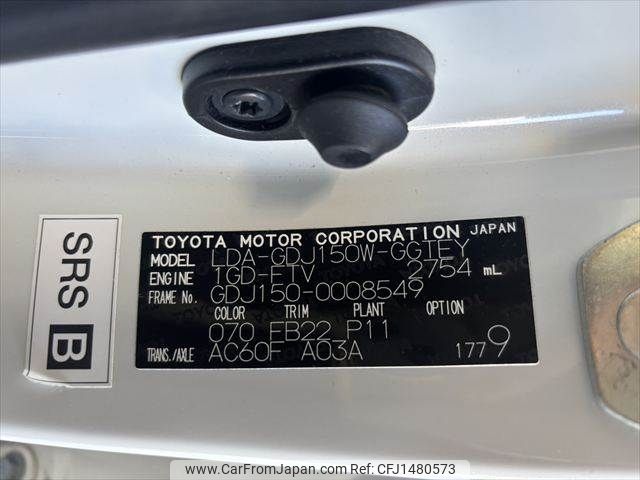 SRS B
TOYOTA MOTOR CORPORATION JAPAN
MODEL LDA-GDJ150W-GGTEY
ENGINE 1GD-FTV 2754 mL
FRAME No. GDJ150-0008549
COLOR TRIM PLANT OPTION
070 FB22 P11
TRANS./AXLE AC60F A03A 1779
www.CarFromJapan.com CFJ1480573